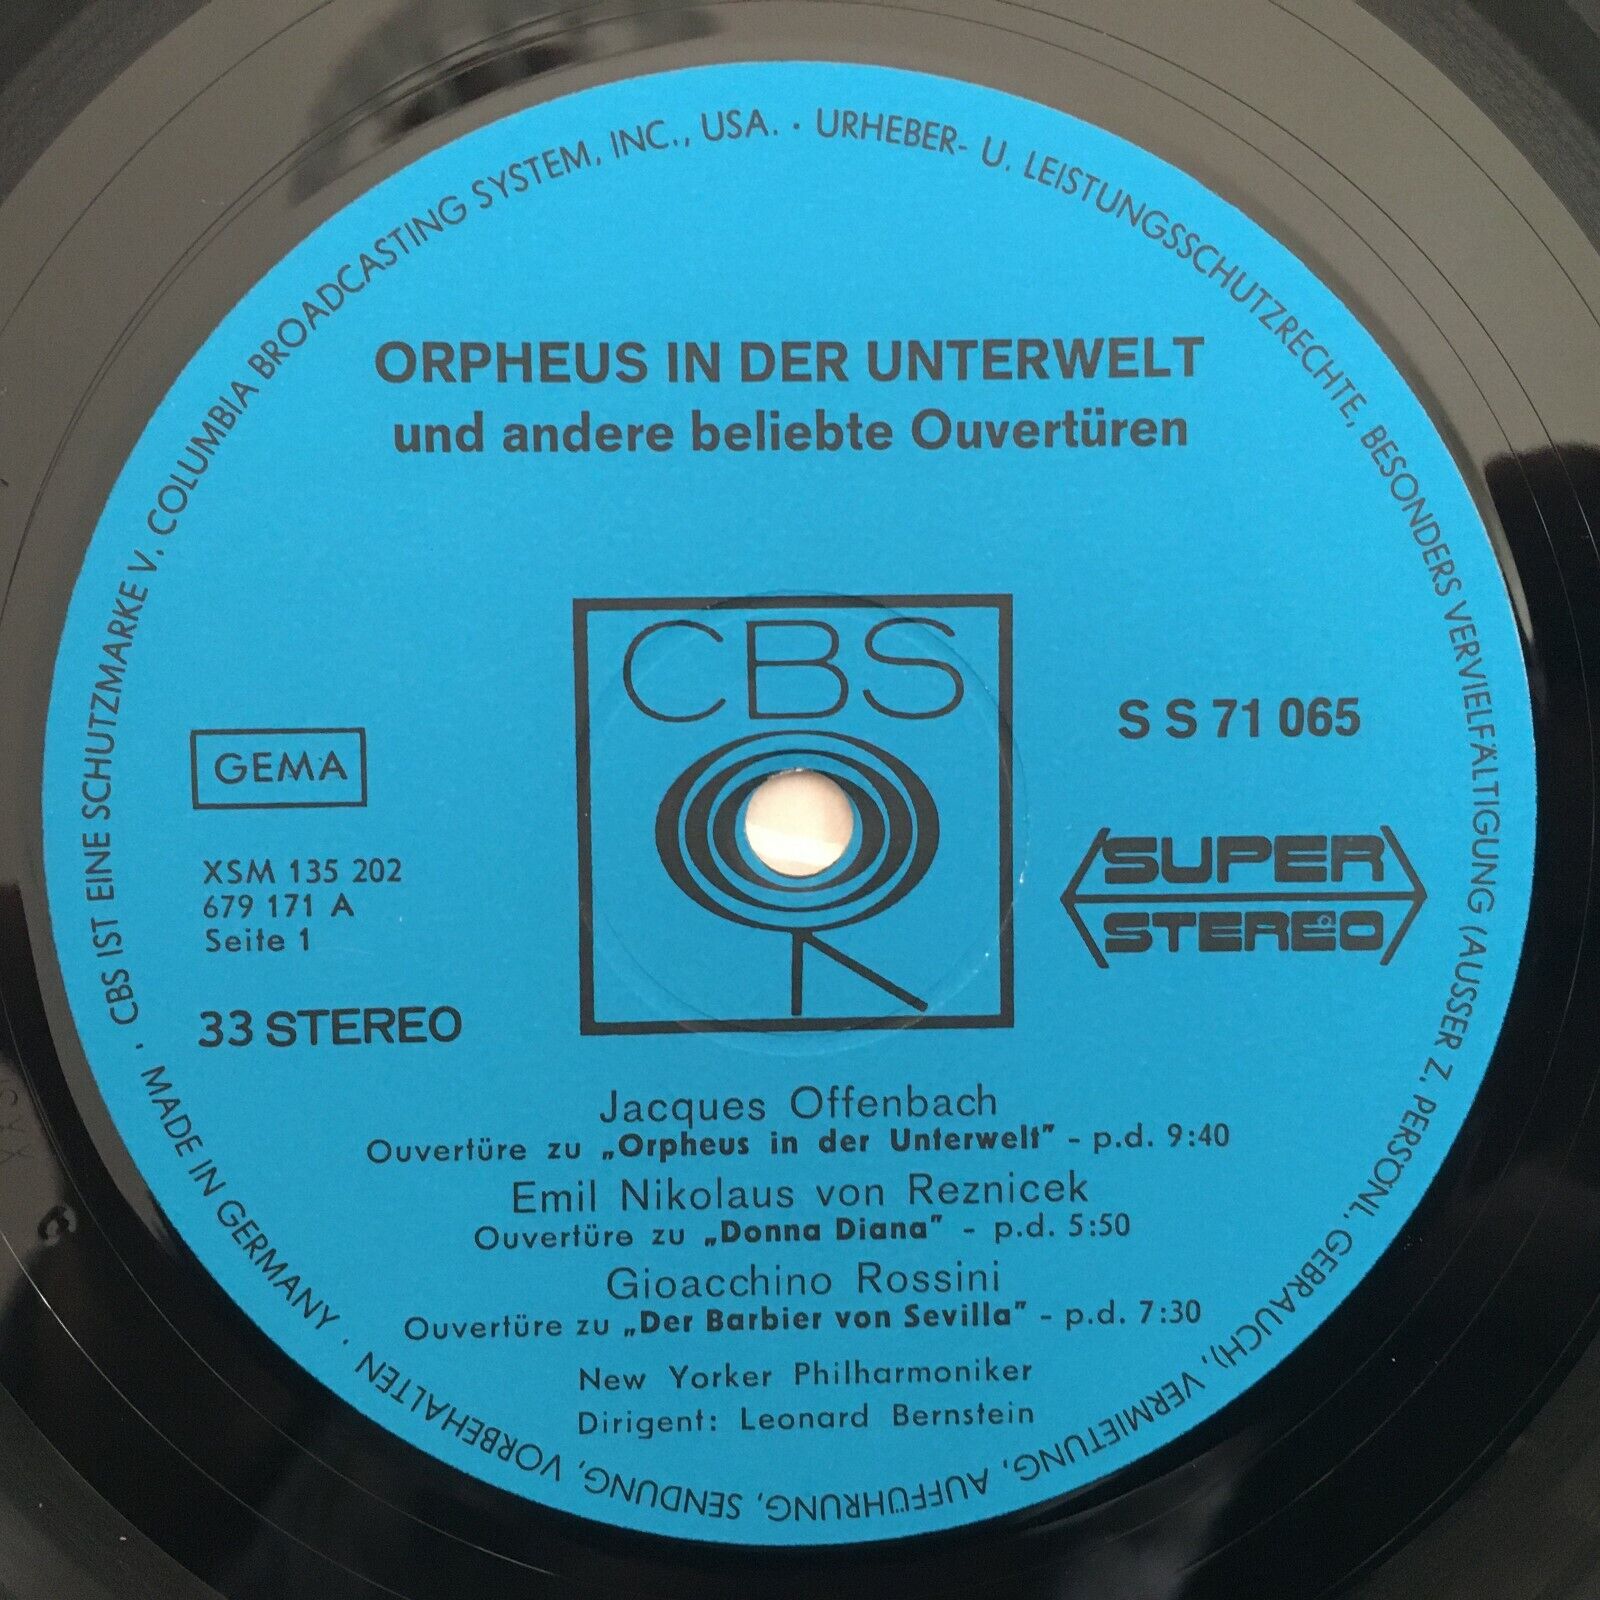 CBS IST EINE SCHUTZMARKE V. COLUMBIA BROADCASTING SYSTEM, INC., USA. · URHEBER- U. LEISTUNGSSCHUTZRECHTE, BESONDERS VERVIELFÄLTIGUNG (AUSSER Z. PERSÖNL. GEBRAUCH), VERMIETUNG, AUFFÜHRUNG, SENDUNG, VORBEHALTEN · MADE IN GERMANY ·
ORPHEUS IN DER UNTERWELT
und andere beliebte Ouvertüren
CBS
S S 71 065
GEMA
SUPER
STEREO
XSM 135 202
679 171 A
Seite 1
33 STEREO
Jacques Offenbach
Ouvertüre zu „Orpheus in der Unterwelt" - p.d. 9:40
Emil Nikolaus von Reznicek
Ouvertüre zu „Donna Diana" - p.d. 5:50
Gioacchino Rossini
Ouvertüre zu „Der Barbier von Sevilla" - p.d. 7:30
New Yorker Philharmoniker
Dirigent: Leonard Bernstein